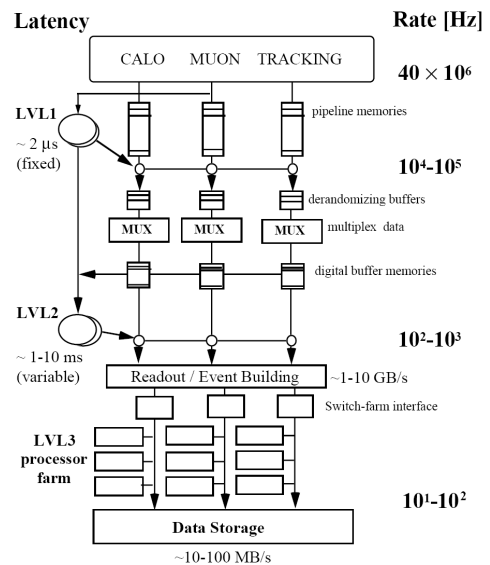 Latency
Rate [Hz]
CALO MUON TRACKING
40 × 10⁶
LVL1
pipeline memories
~ 2 µs
(fixed)
10⁴-10⁵
derandomizing buffers
MUX MUX MUX
multiplex data
digital buffer memories
LVL2
10²-10³
~ 1-10 ms
(variable)
Readout / Event Building
~1-10 GB/s
Switch-farm interface
LVL3
processor
farm
10¹-10²
Data Storage
~10-100 MB/s